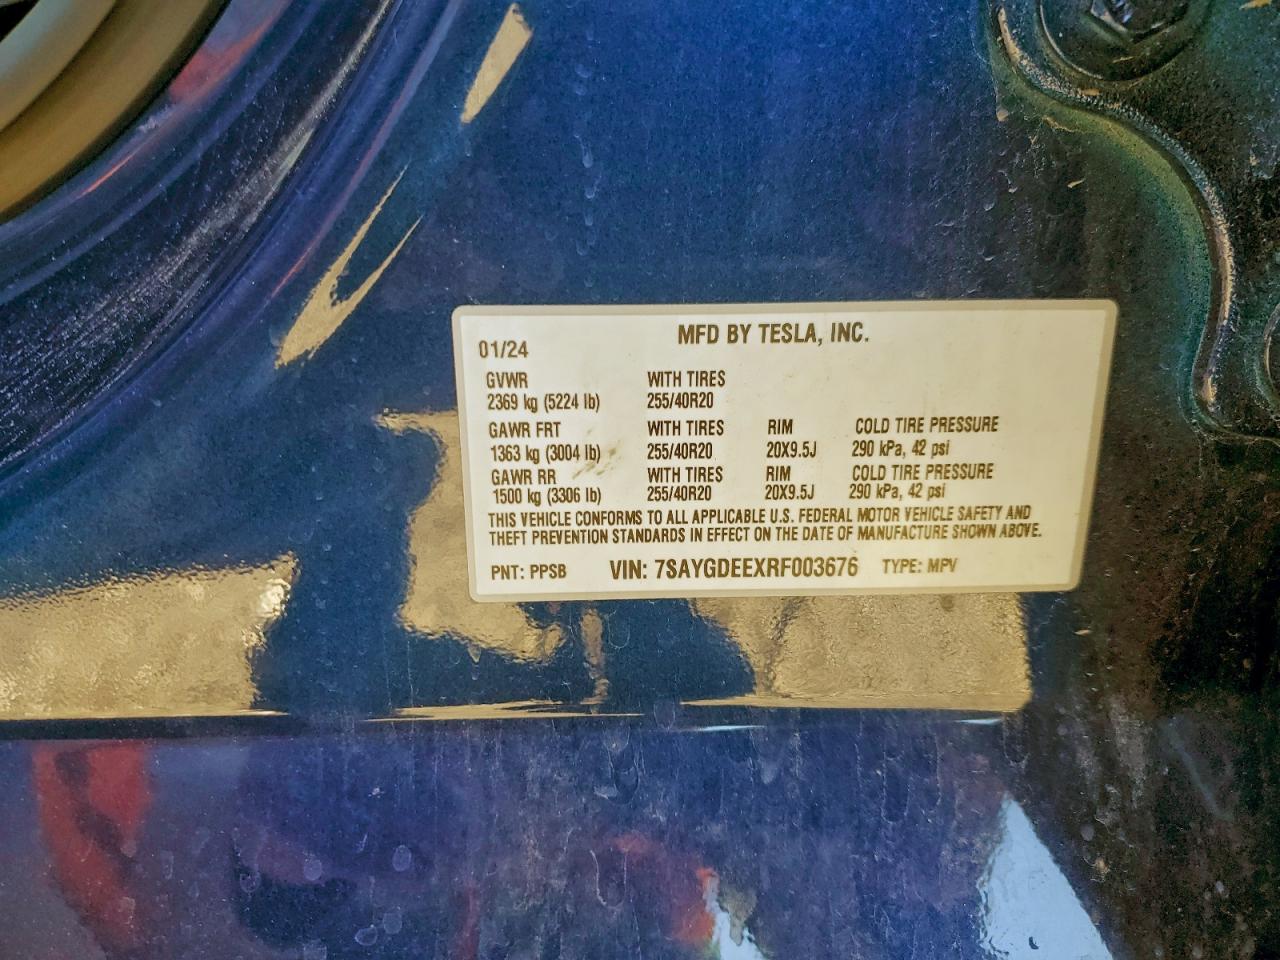 MFD BY TESLA, INC.
01/24
GVWR WITH TIRES
2369 kg (5224 lb) 255/40R20
GAWR FRT WITH TIRES RIM COLD TIRE PRESSURE
1363 kg (3004 lb) 255/40R20 20X9.5J 290 kPa, 42 psi
GAWR RR WITH TIRES RIM COLD TIRE PRESSURE
1500 kg (3306 lb) 255/40R20 20X9.5J 290 kPa, 42 psi
THIS VEHICLE CONFORMS TO ALL APPLICABLE U.S. FEDERAL MOTOR VEHICLE SAFETY AND
THEFT PREVENTION STANDARDS IN EFFECT ON THE DATE OF MANUFACTURE SHOWN ABOVE.
PNT: PPSB VIN: 7SAYGDEEXRF003676 TYPE: MPV